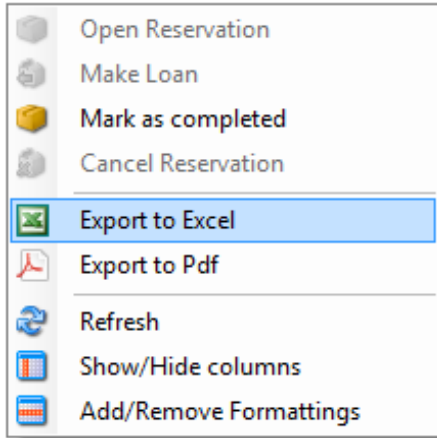 Open Reservation
Make Loan
Mark as completed
Cancel Reservation
Export to Excel
Export to Pdf
Refresh
Show/Hide columns
Add/Remove Formattings